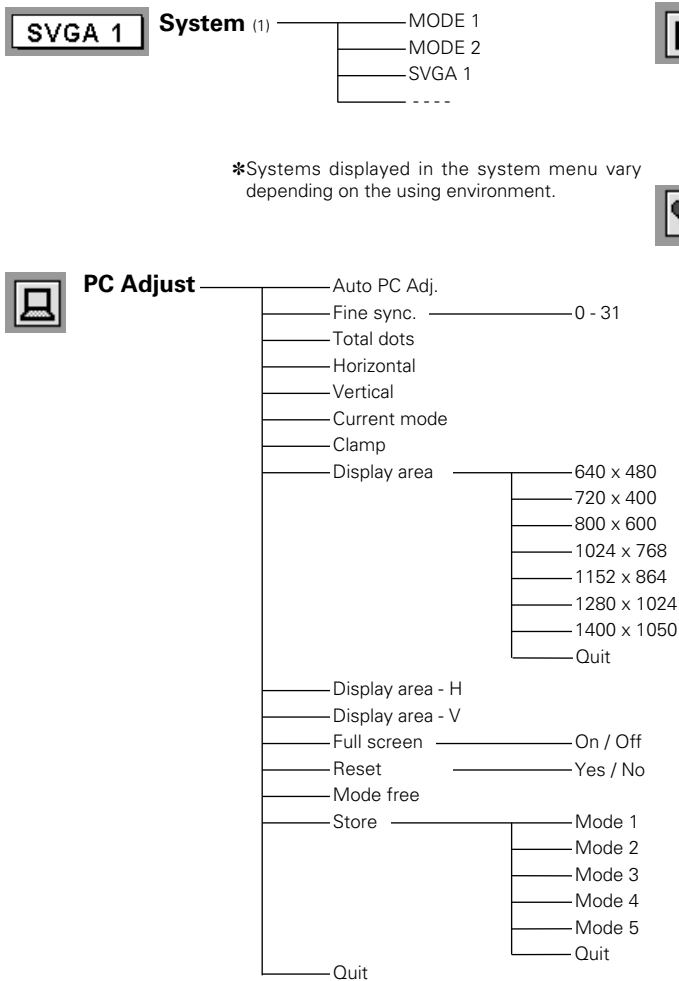 SVGA 1
System (1)
MODE 1
MODE 2
SVGA 1
- - - -
✽Systems displayed in the system menu vary
depending on the using environment.
PC Adjust
Auto PC Adj.
Fine sync.
0 - 31
Total dots
Horizontal
Vertical
Current mode
Clamp
Display area
640 x 480
720 x 400
800 x 600
1024 x 768
1152 x 864
1280 x 1024
1400 x 1050
Quit
Display area - H
Display area - V
Full screen
On / Off
Reset
Yes / No
Mode free
Store
Mode 1
Mode 2
Mode 3
Mode 4
Mode 5
Quit
Quit